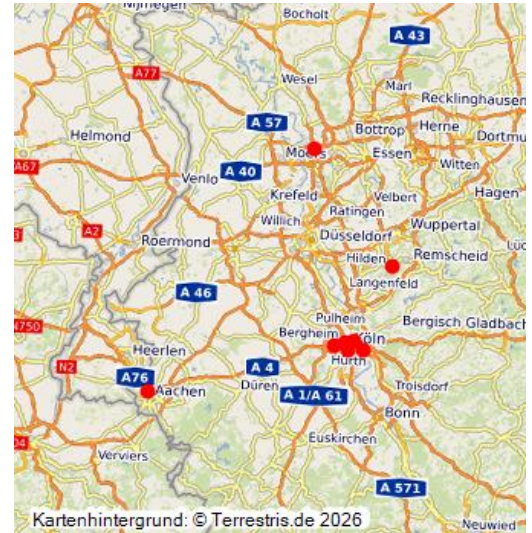 Nijmegen
Bocholt
A 43
Wesel
A77
Marl
Recklinghausen
A 57
Bottrop
Herne
Dortmu
Helmond
Moers
Essen
Witten
A67
A 40
Venlo
Krefeld
Velbert
Hagen
Willich
Ratingen
A2
Roermond
Düsseldorf
Wuppertal
Hilden
Remscheid
Langenfeld
A 46
N750
Pulheim
Bergheim
Köln
Bergisch Gladbach
Heerlen
Hürth
N2
A 4
A76
Aachen
Düren
A 1/A 61
Troisdorf
Bonn
Verviers
Euskirchen
A 571
Neuwied
Kartenhintergrund: © Terrestris.de 2026